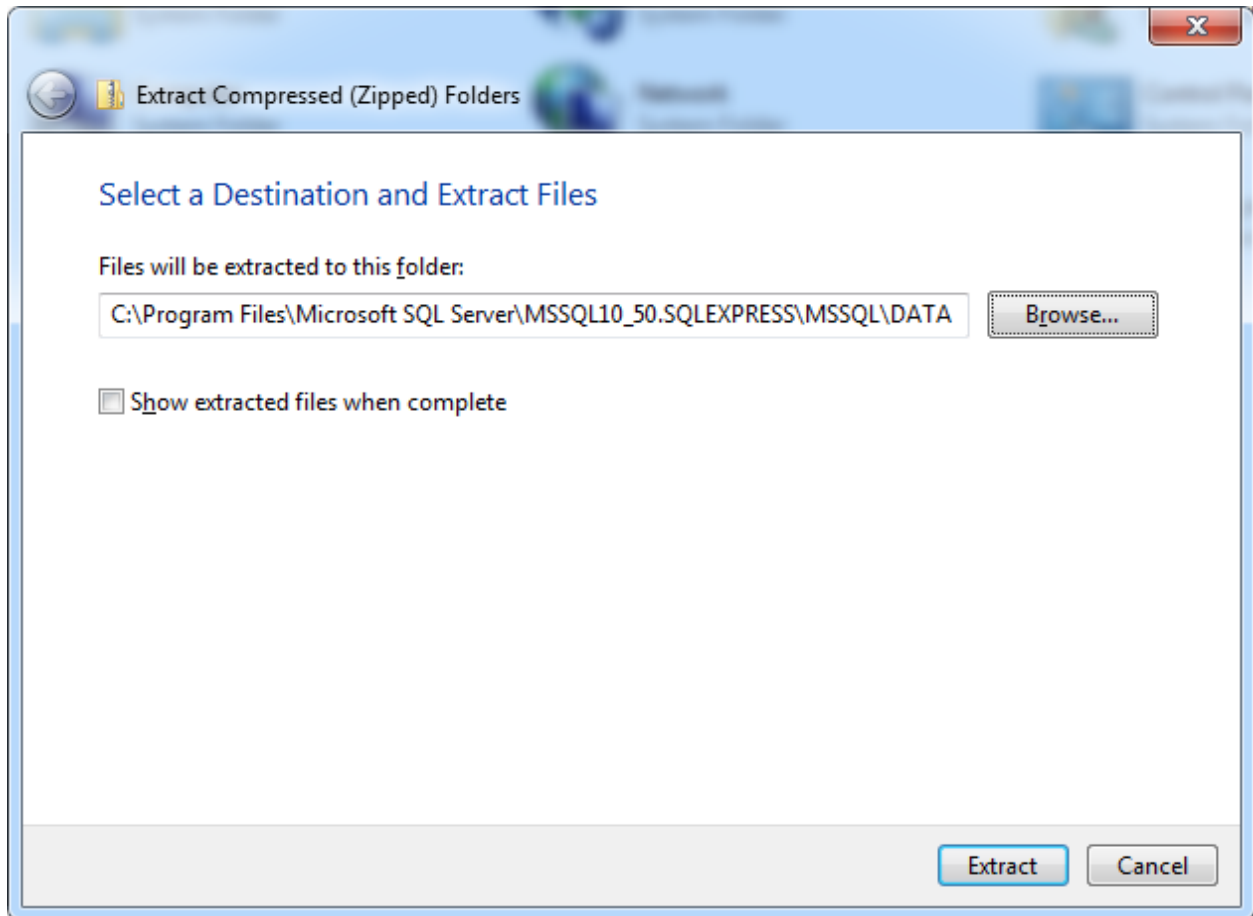 Extract Compressed (Zipped) Folders
Select a Destination and Extract Files
Files will be extracted to this folder:
C:\Program Files\Microsoft SQL Server\MSSQL10_50.SQLEXPRESS\MSSQL\DATA
Browse...
Show extracted files when complete
Extract
Cancel